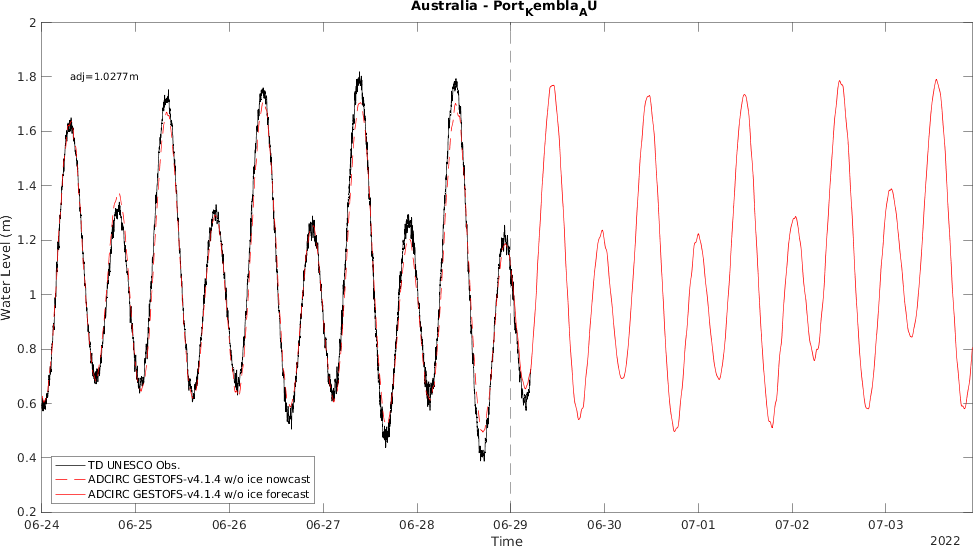 Australia - PortKemblaAU
adj=1.0277m
Water Level (m)
2
1.8
1.6
1.4
1.2
1
0.8
0.6
0.4
0.2
TD UNESCO Obs.
ADCIRC GESTOFS-v4.1.4 w/o ice nowcast
ADCIRC GESTOFS-v4.1.4 w/o ice forecast
06-24 06-25 06-26 06-27 06-28 06-29 06-30 07-01 07-02 07-03
Time
2022